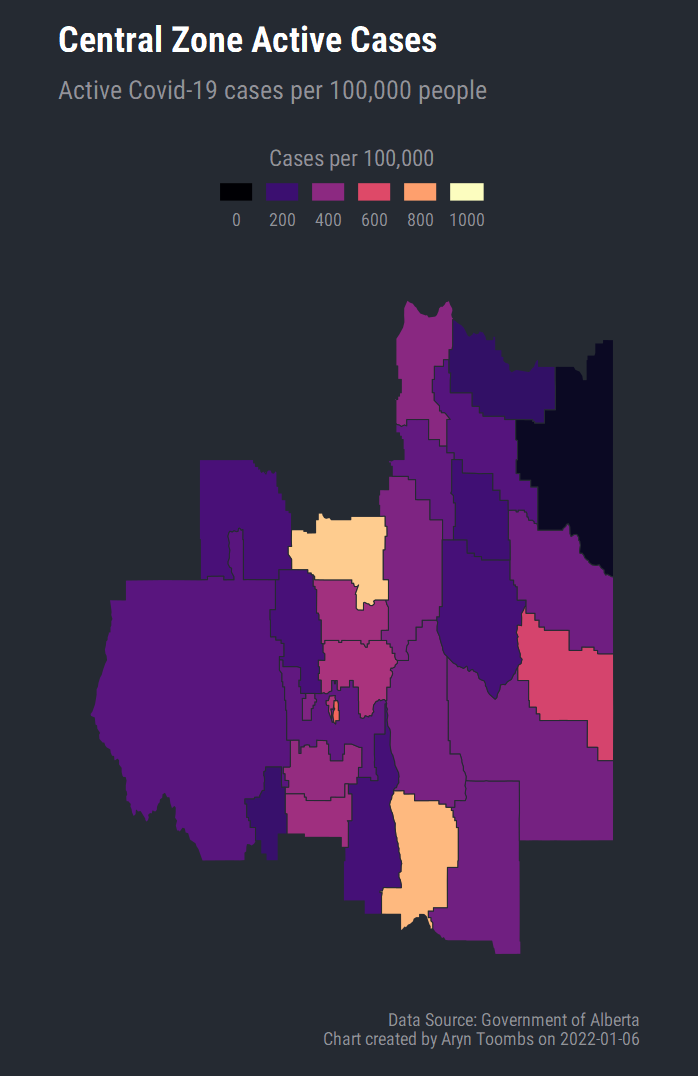 Central Zone Active Cases
Active Covid-19 cases per 100,000 people
Cases per 100,000
0 200 400 600 800 1000
Data Source: Government of Alberta
Chart created by Aryn Toombs on 2022-01-06